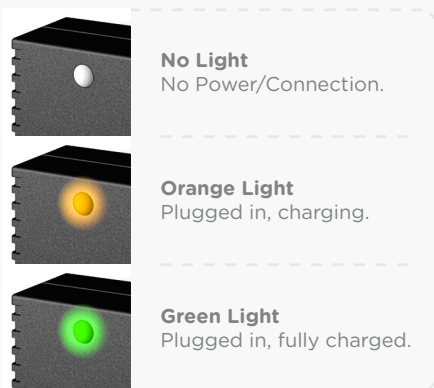 No Light
No Power/Connection.
Orange Light
Plugged in, charging.
Green Light
Plugged in, fully charged.